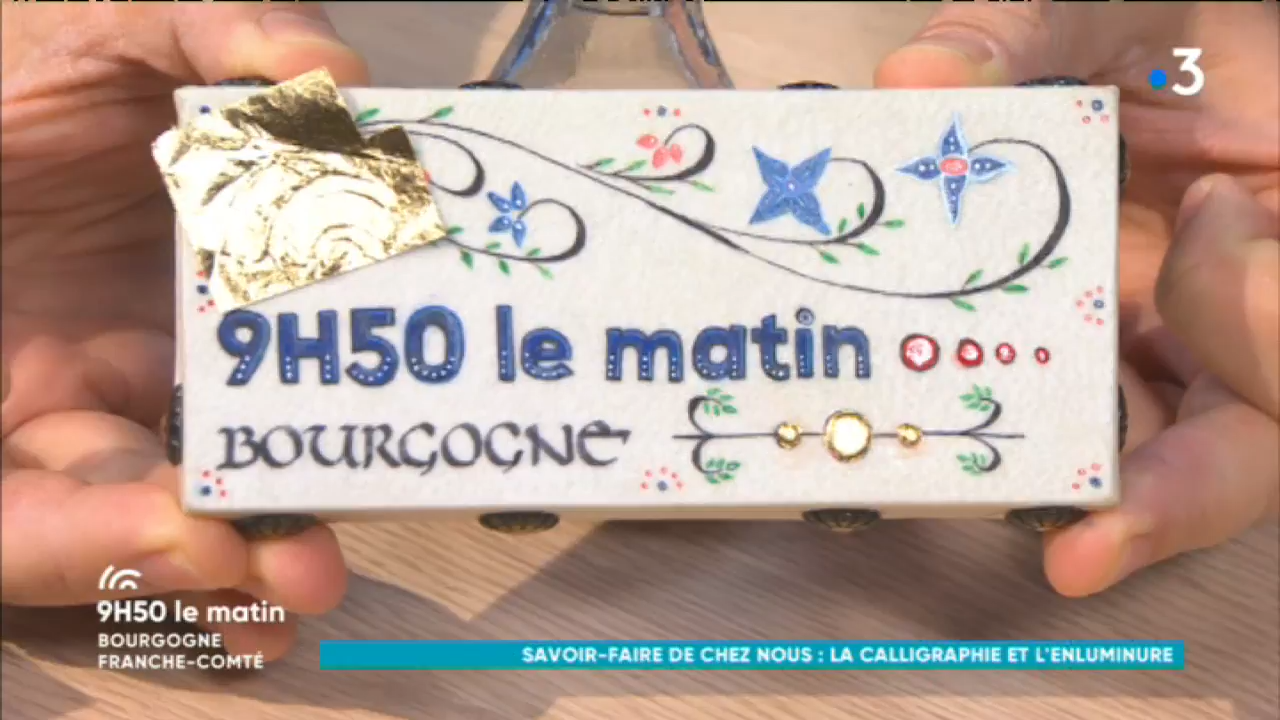 3
9H50 le matin
BOURGOGNE
9H50 le matin
BOURGOGNE
FRANCHE-COMTÉ
SAVOIR-FAIRE DE CHEZ NOUS : LA CALLIGRAPHIE ET L'ENLUMINURE